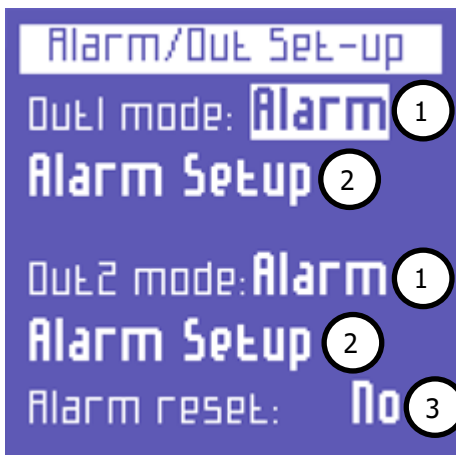 Alarm/Out Set-up
Out1 mode: Alarm 1
Alarm Setup 2
Out2 mode: Alarm 1
Alarm Setup 2
Alarm reset: No 3